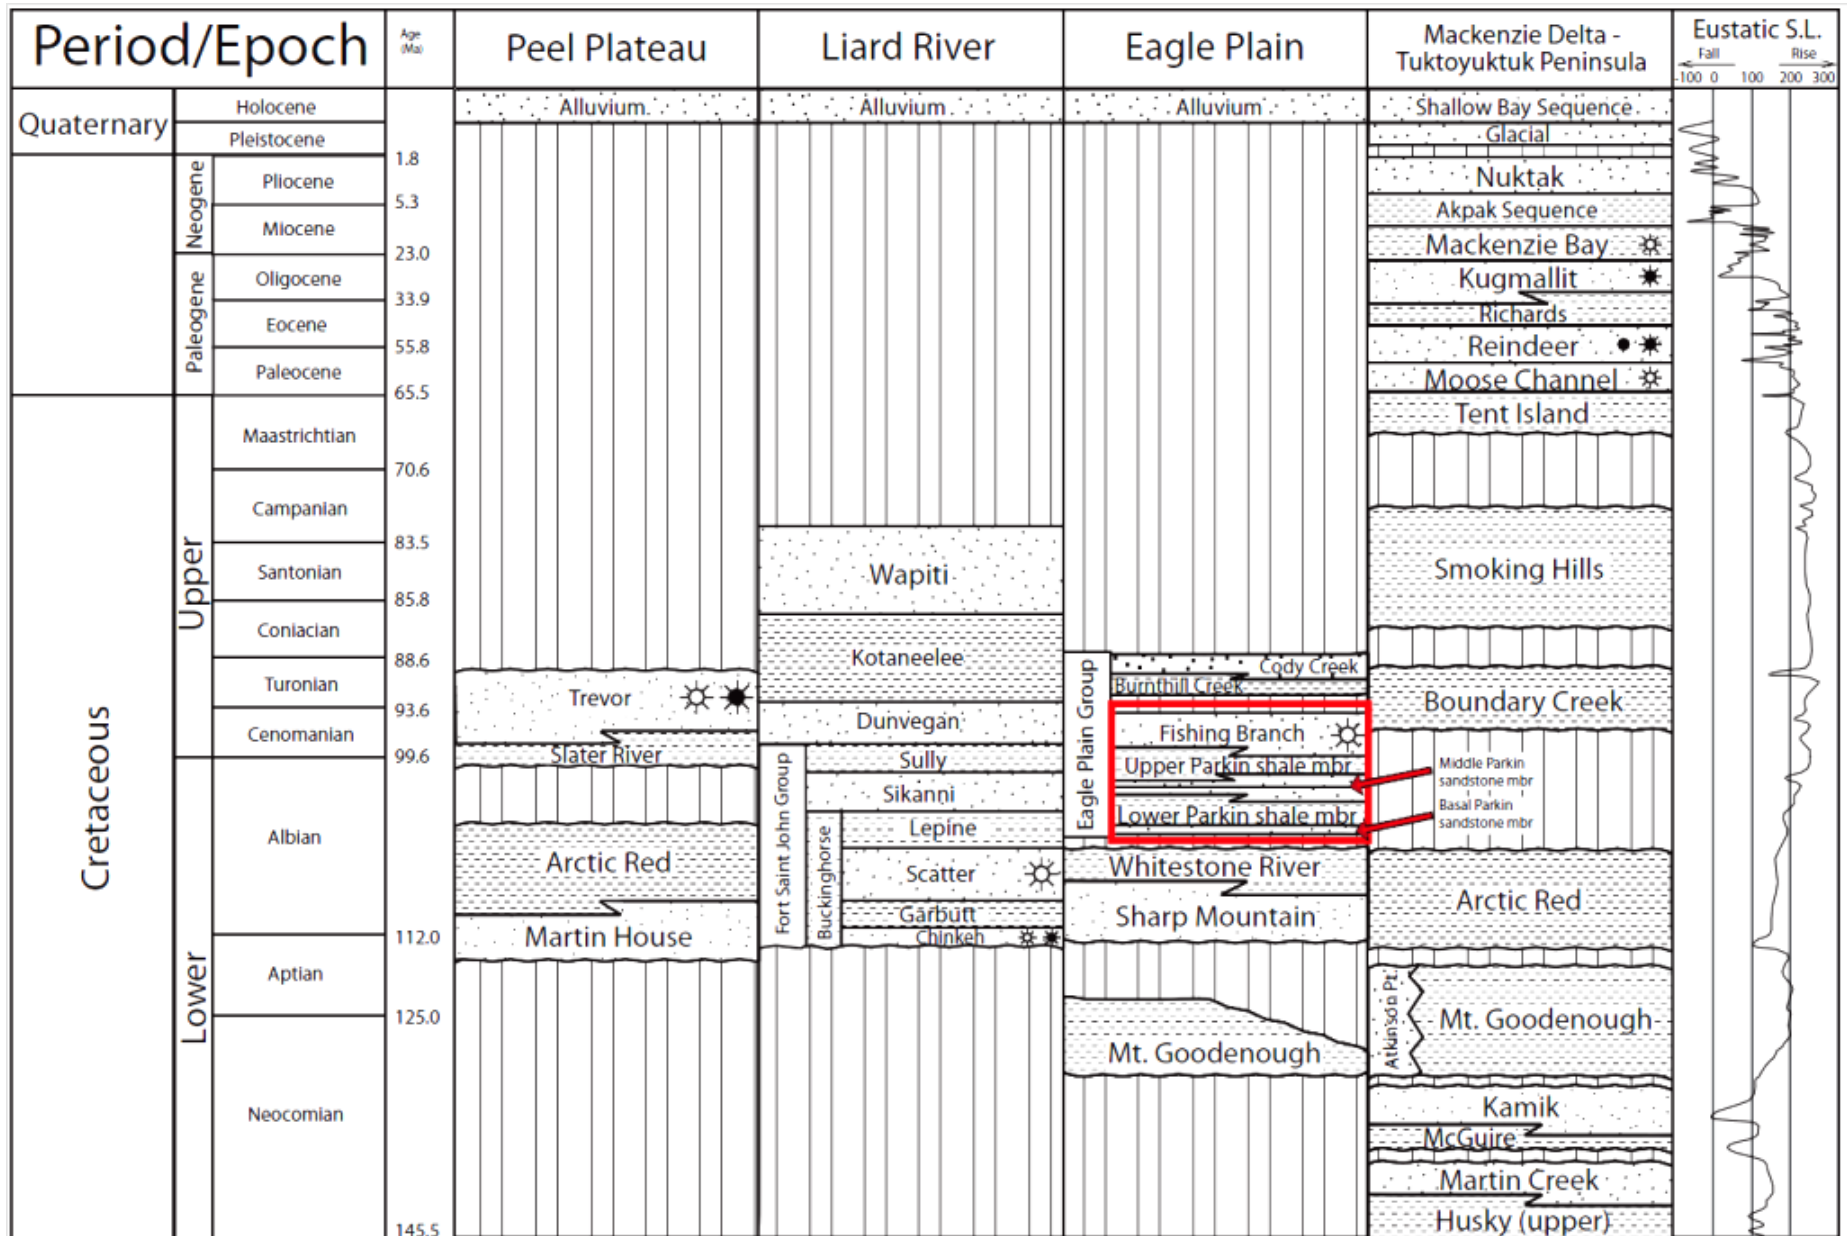 Period/Epoch
Age
(Ma)
Peel Plateau
Liard River
Eagle Plain
Mackenzie Delta -
Tuktoyuktuk Peninsula
Eustatic S.L.
Fall
Rise
-100 0 100 200 300
Quaternary
Holocene
Pleistocene
Neogene
Pliocene
Miocene
Paleogene
Oligocene
Eocene
Paleocene
Cretaceous
Upper
Maastrichtian
Campanian
Santonian
Coniacian
Turonian
Cenomanian
Lower
Albian
Aptian
Neocomian
1.8
5.3
23.0
33.9
55.8
65.5
70.6
83.5
85.8
88.6
93.6
99.6
112.0
125.0
145.5
Alluvium
Trevor
Slater River
Arctic Red
Martin House
Alluvium
Wapiti
Kotaneelee
Dunvegan
Fort Saint John Group
Sully
Sikanni
Buckinghorse
Lepine
Scatter
Garbutt
Chinkeh
Alluvium
Eagle Plain Group
Cody Creek
Burnthill Creek
Fishing Branch
Upper Parkin shale mbr
Lower Parkin shale mbr
Whitestone River
Sharp Mountain
Mt. Goodenough
Shallow Bay Sequence
Glacial
Nuktak
Akpak Sequence
Mackenzie Bay
Kugmallit
Richards
Reindeer
Moose Channel
Tent Island
Smoking Hills
Boundary Creek
Middle Parkin
sandstone mbr
Basal Parkin
sandstone mbr
Arctic Red
Atkinson Pt.
Mt. Goodenough
Kamik
McGuire
Martin Creek
Husky (upper)